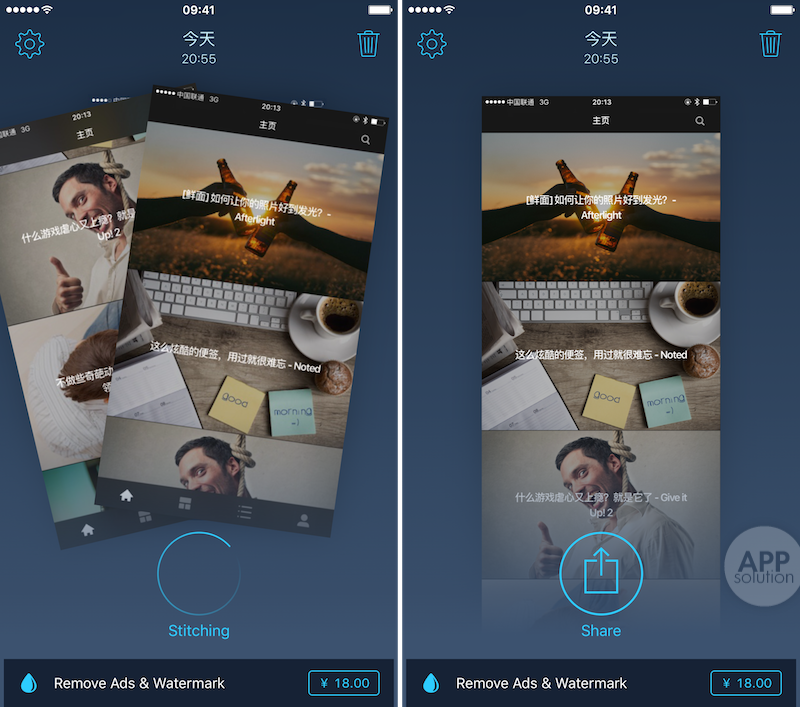 09:41
今天
20:55
中国联通 3G
20:13
主页
什么游戏虐心又上瘾? 就是
Up! 2
不做些奇葩动
领
中国联通 3G
20:13
主页
[鲜面] 如何让你的照片好到发光? -
Afterlight
这么炫酷的便签,用过就很难忘 - Noted
good
morning
:)
Stitching
Remove Ads & Watermark
¥ 18.00
09:41
今天
20:55
中国联通 3G
20:13
主页
[鲜面] 如何让你的照片好到发光? -
Afterlight
这么炫酷的便签,用过就很难忘 - Noted
good
morning
:)
什么游戏虐心又上瘾? 就是它了 - Give it
Up! 2
Share
APP
solution
Remove Ads & Watermark
¥ 18.00